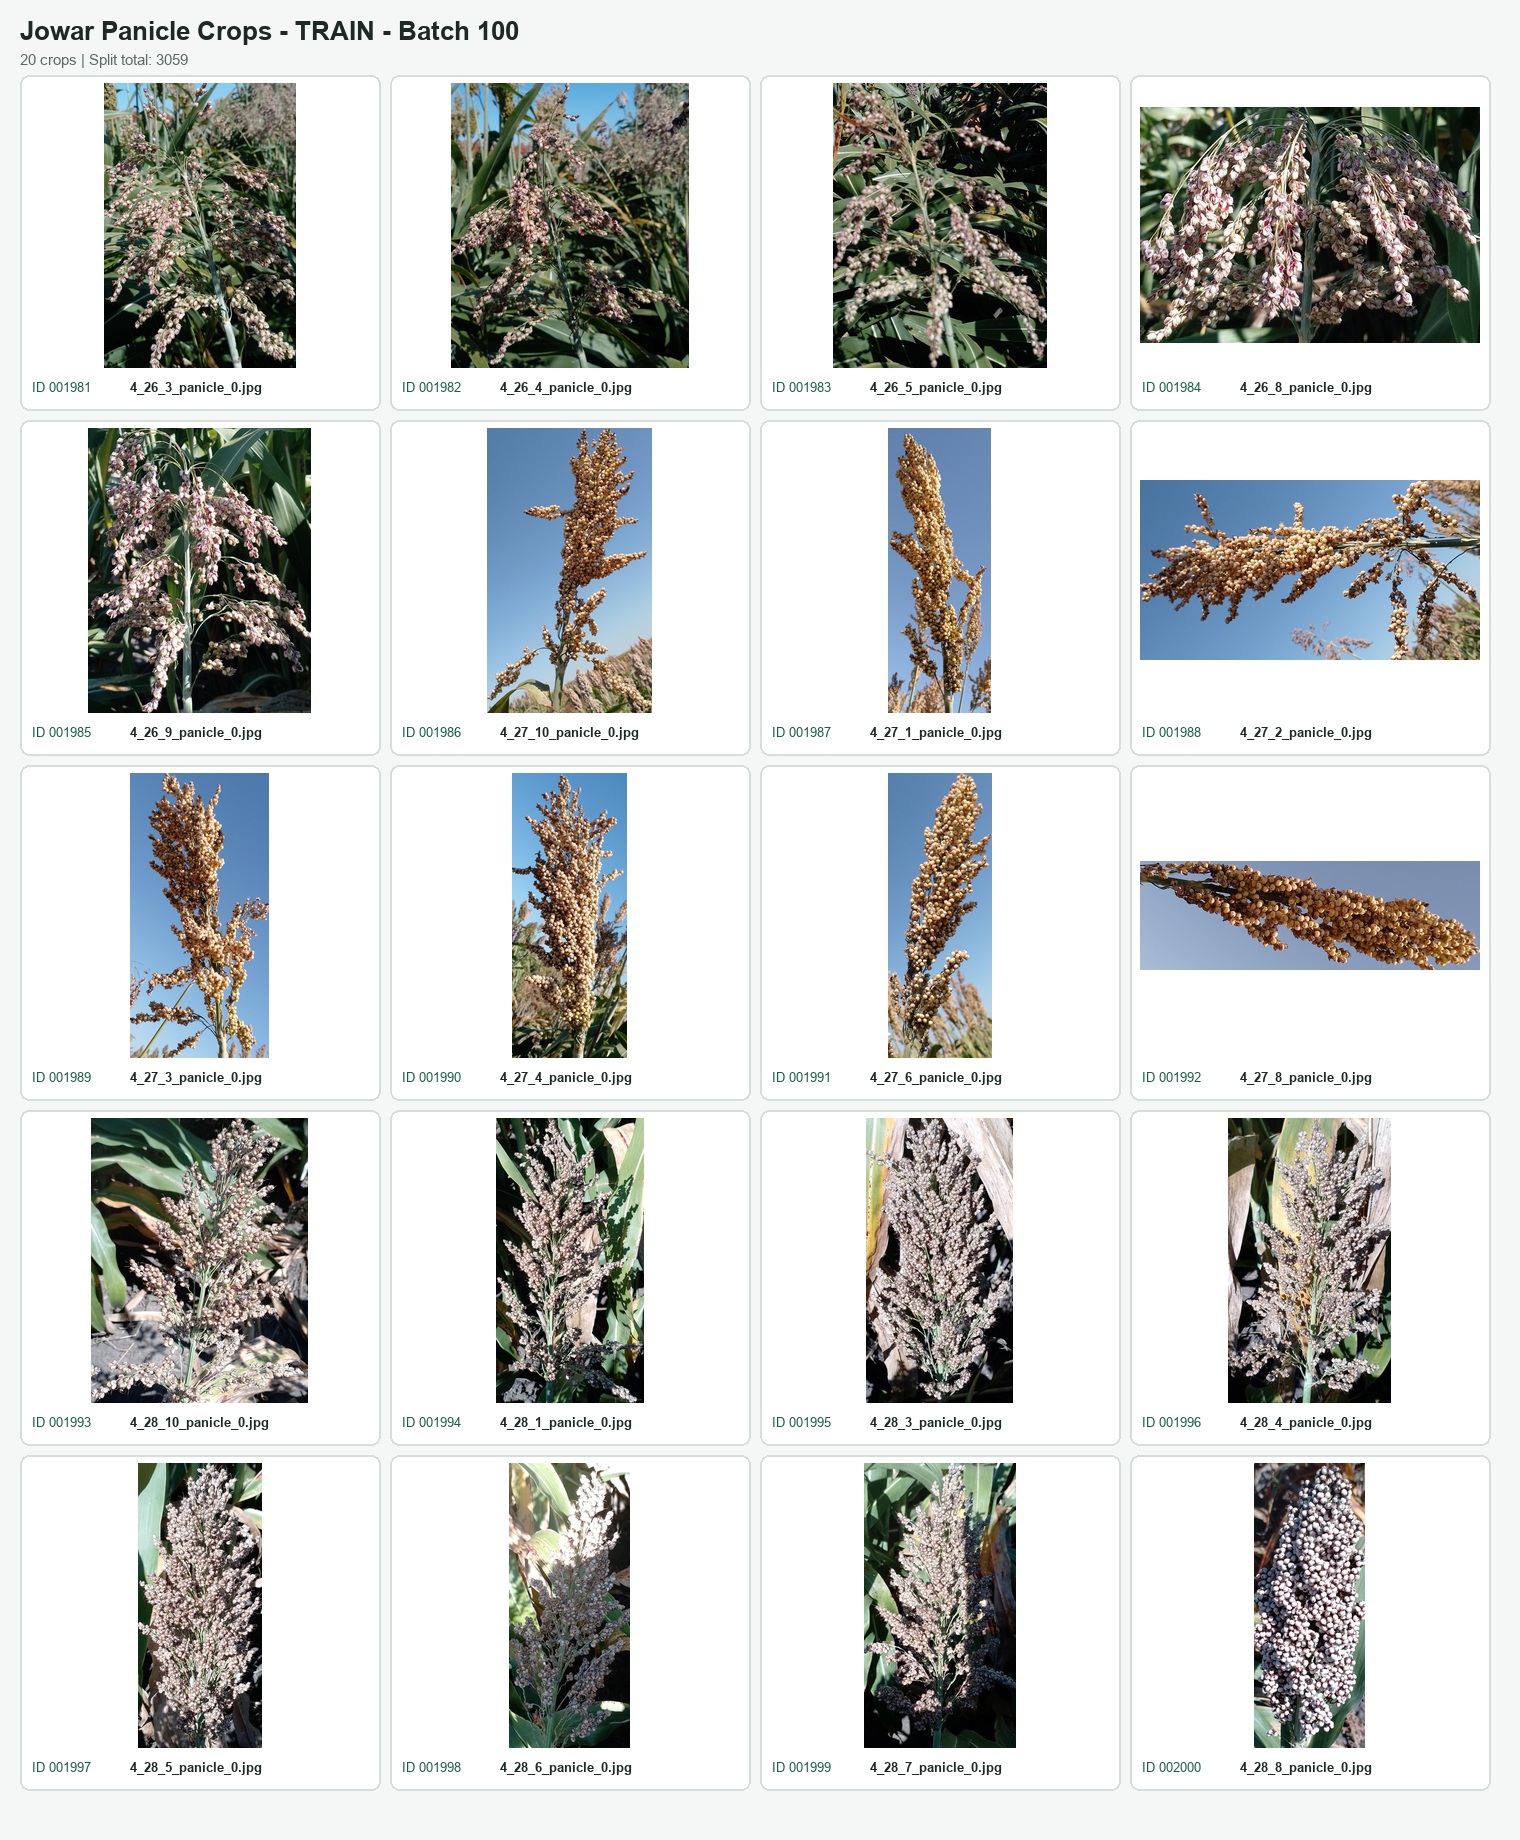 Jowar Panicle Crops - TRAIN - Batch 100
20 crops | Split total: 3059
ID 001981 4_26_3_panicle_0.jpg
ID 001982 4_26_4_panicle_0.jpg
ID 001983 4_26_5_panicle_0.jpg
ID 001984 4_26_8_panicle_0.jpg
ID 001985 4_26_9_panicle_0.jpg
ID 001986 4_27_10_panicle_0.jpg
ID 001987 4_27_1_panicle_0.jpg
ID 001988 4_27_2_panicle_0.jpg
ID 001989 4_27_3_panicle_0.jpg
ID 001990 4_27_4_panicle_0.jpg
ID 001991 4_27_6_panicle_0.jpg
ID 001992 4_27_8_panicle_0.jpg
ID 001993 4_28_10_panicle_0.jpg
ID 001994 4_28_1_panicle_0.jpg
ID 001995 4_28_3_panicle_0.jpg
ID 001996 4_28_4_panicle_0.jpg
ID 001997 4_28_5_panicle_0.jpg
ID 001998 4_28_6_panicle_0.jpg
ID 001999 4_28_7_panicle_0.jpg
ID 002000 4_28_8_panicle_0.jpg